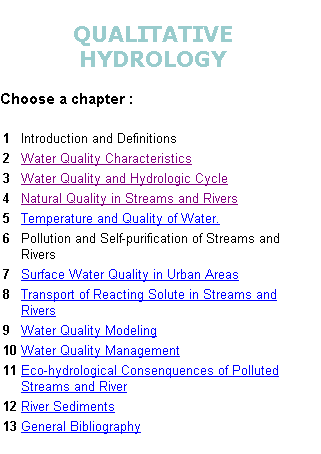 QUALITATIVE
HYDROLOGY
Choose a chapter :
1 Introduction and Definitions
2 Water Quality Characteristics
3 Water Quality and Hydrologic Cycle
4 Natural Quality in Streams and Rivers
5 Temperature and Quality of Water.
6 Pollution and Self-purification of Streams and
Rivers
7 Surface Water Quality in Urban Areas
8 Transport of Reacting Solute in Streams and
Rivers
9 Water Quality Modeling
10 Water Quality Management
11 Eco-hydrological Consenquences of Polluted
Streams and River
12 River Sediments
13 General Bibliography